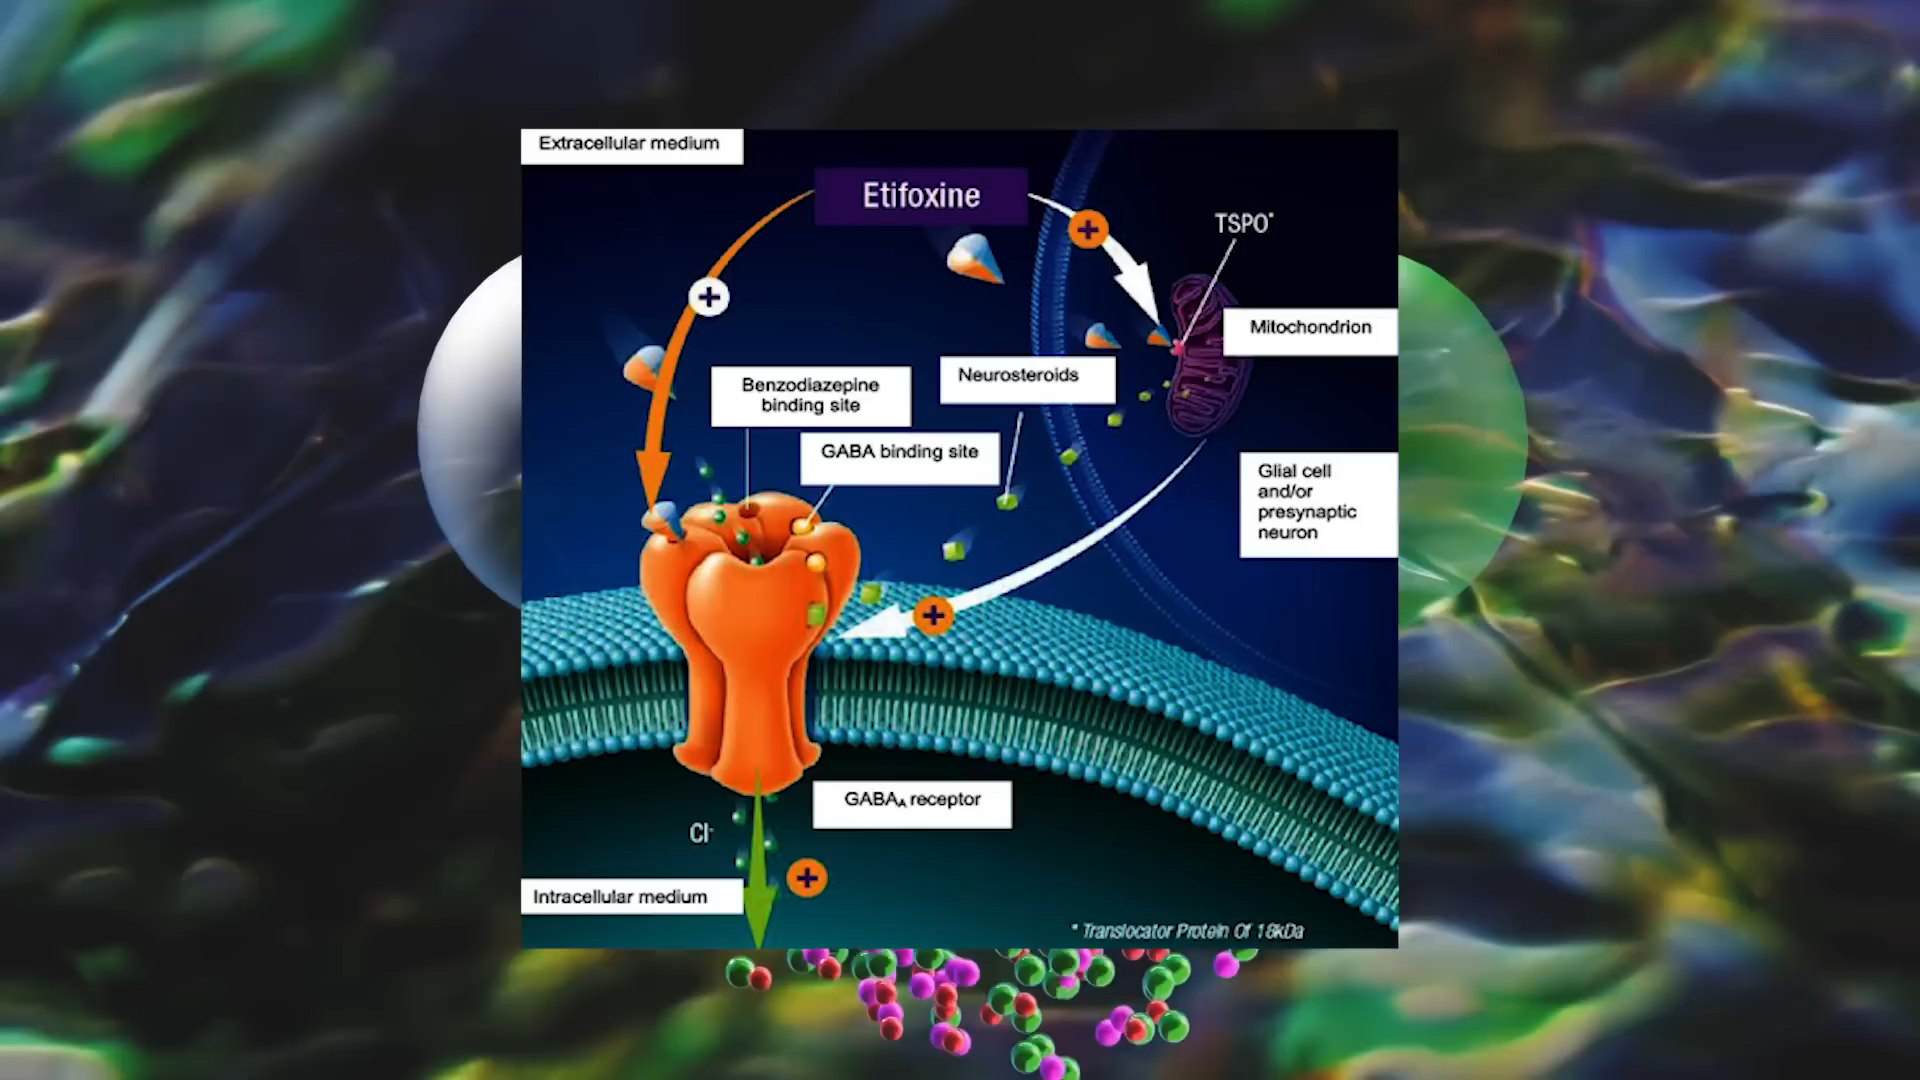 Extracellular medium
Etifoxine
TSPO*
Mitochondrion
Neurosteroids
Benzodiazepine
binding site
GABA binding site
Glial cell
and/or
presynaptic
neuron
GABAA receptor
Cl-
Intracellular medium
* Translocator Protein Of 18kDa